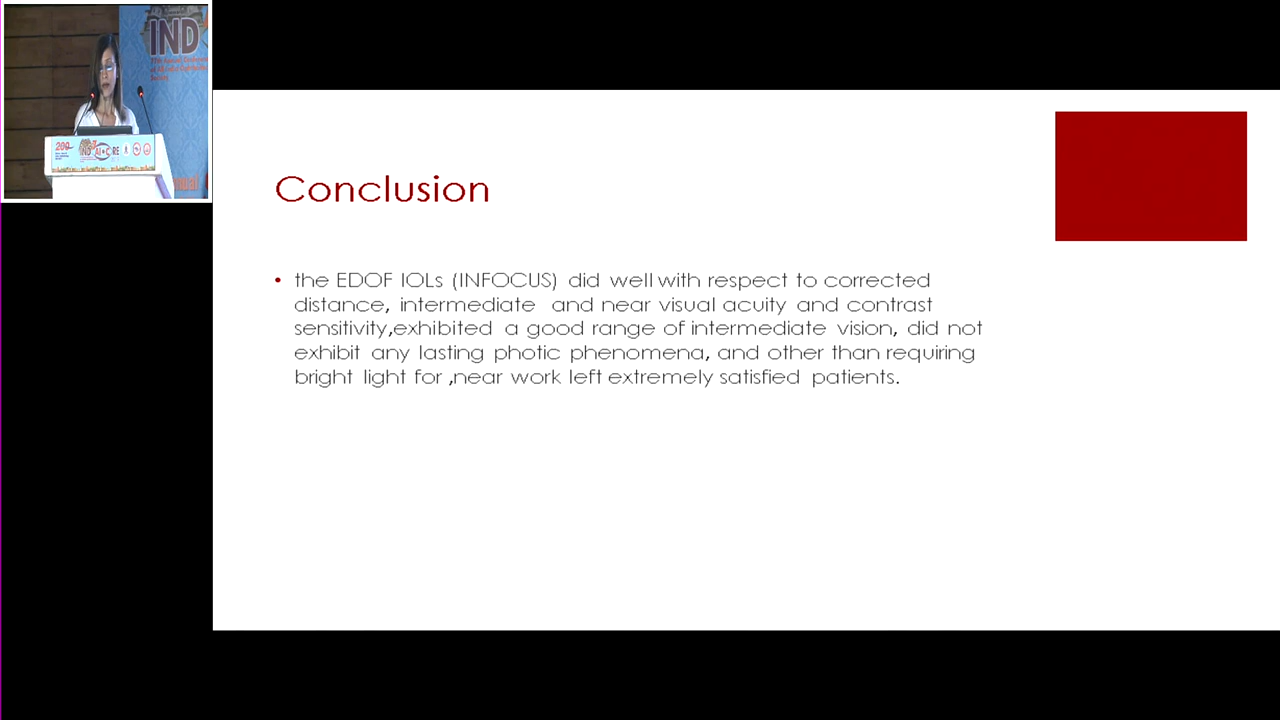 IND
200
Conclusion
• the EDOF IOLs (INFOCUS) did well with respect to corrected
distance, intermediate and near visual acuity and contrast
sensitivity,exhibited a good range of intermediate vision, did not
exhibit any lasting photic phenomena, and other than requiring
bright light for ,near work left extremely satisfied patients.